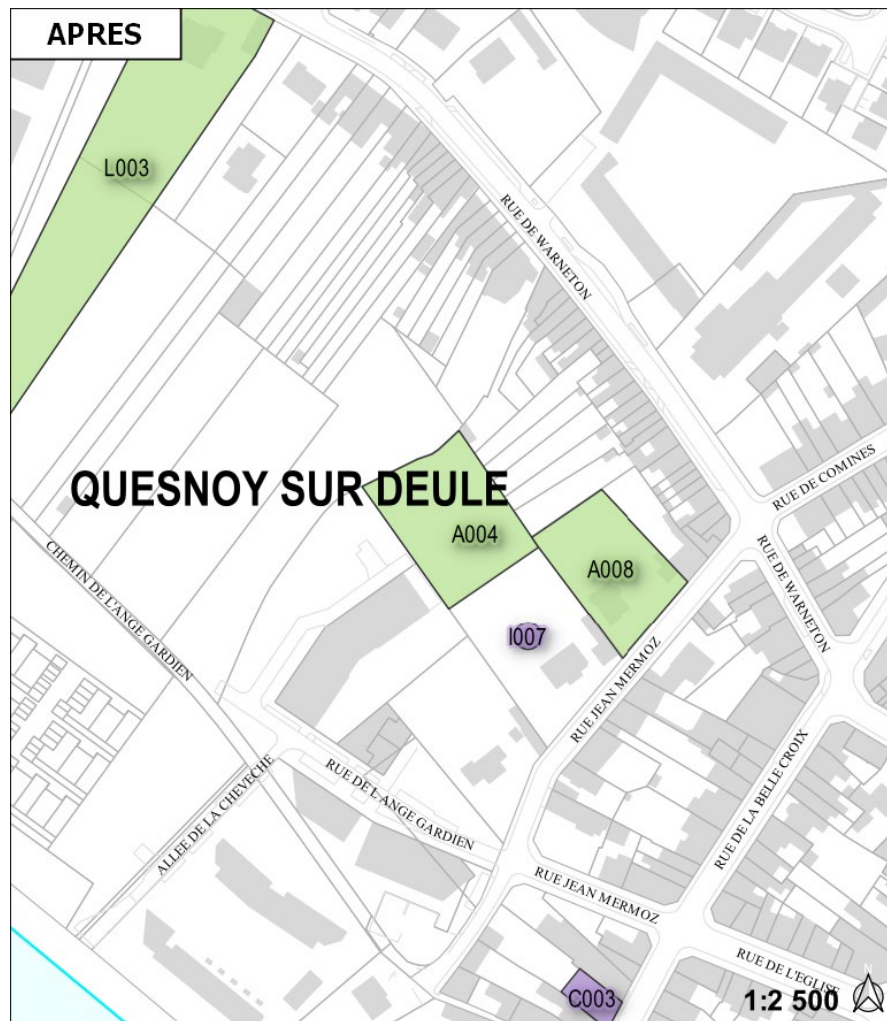 APRES
L003
RUE DE WARNETON
QUESNOY SUR DEULE
RUE DE COMINES
A004
A008
RUE DE WARNETON
CHEMIN DE L'ANGE GARDIEN
I007
RUE JEAN MERMOZ
RUE DE LA BELLE CROIX
ALLEE DE LA CHEVECHE
RUE DE L'ANGE GARDIEN
RUE JEAN MERMOZ
RUE DE L'EGLISE
C003
1:2 500
N